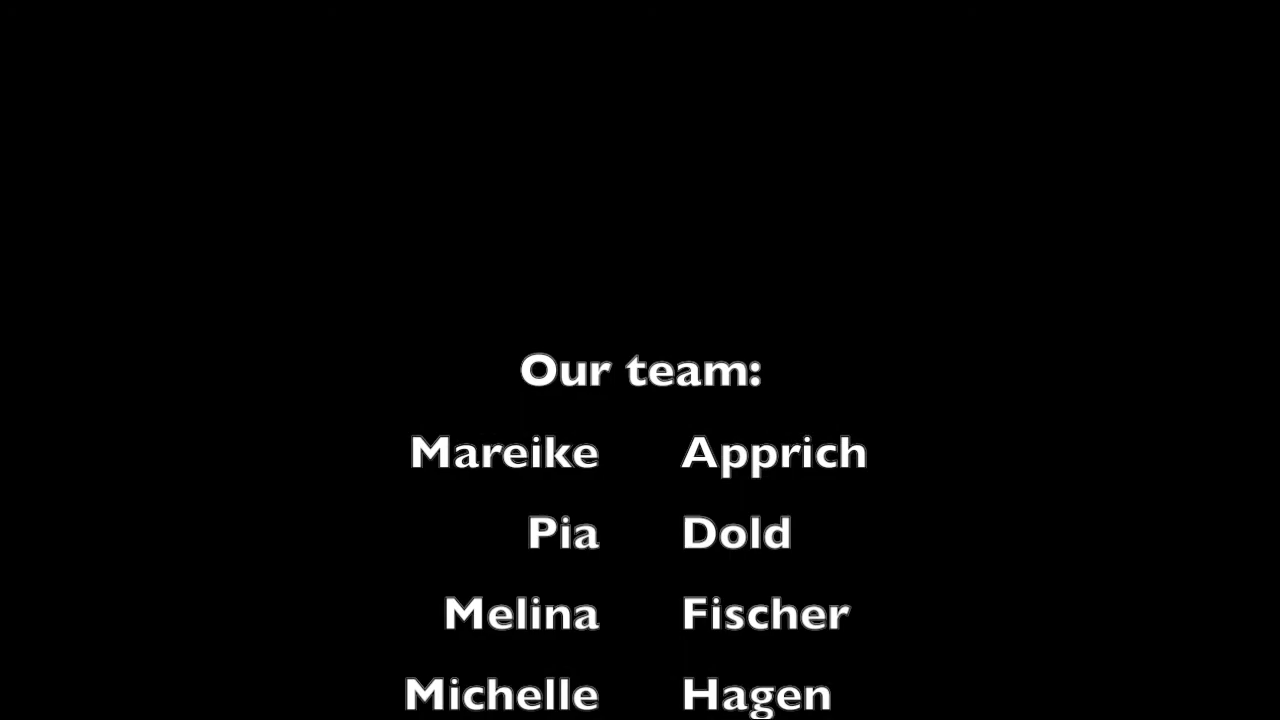 Our team:
Mareike Apprich
Pia Dold
Melina Fischer
Michelle Hagen